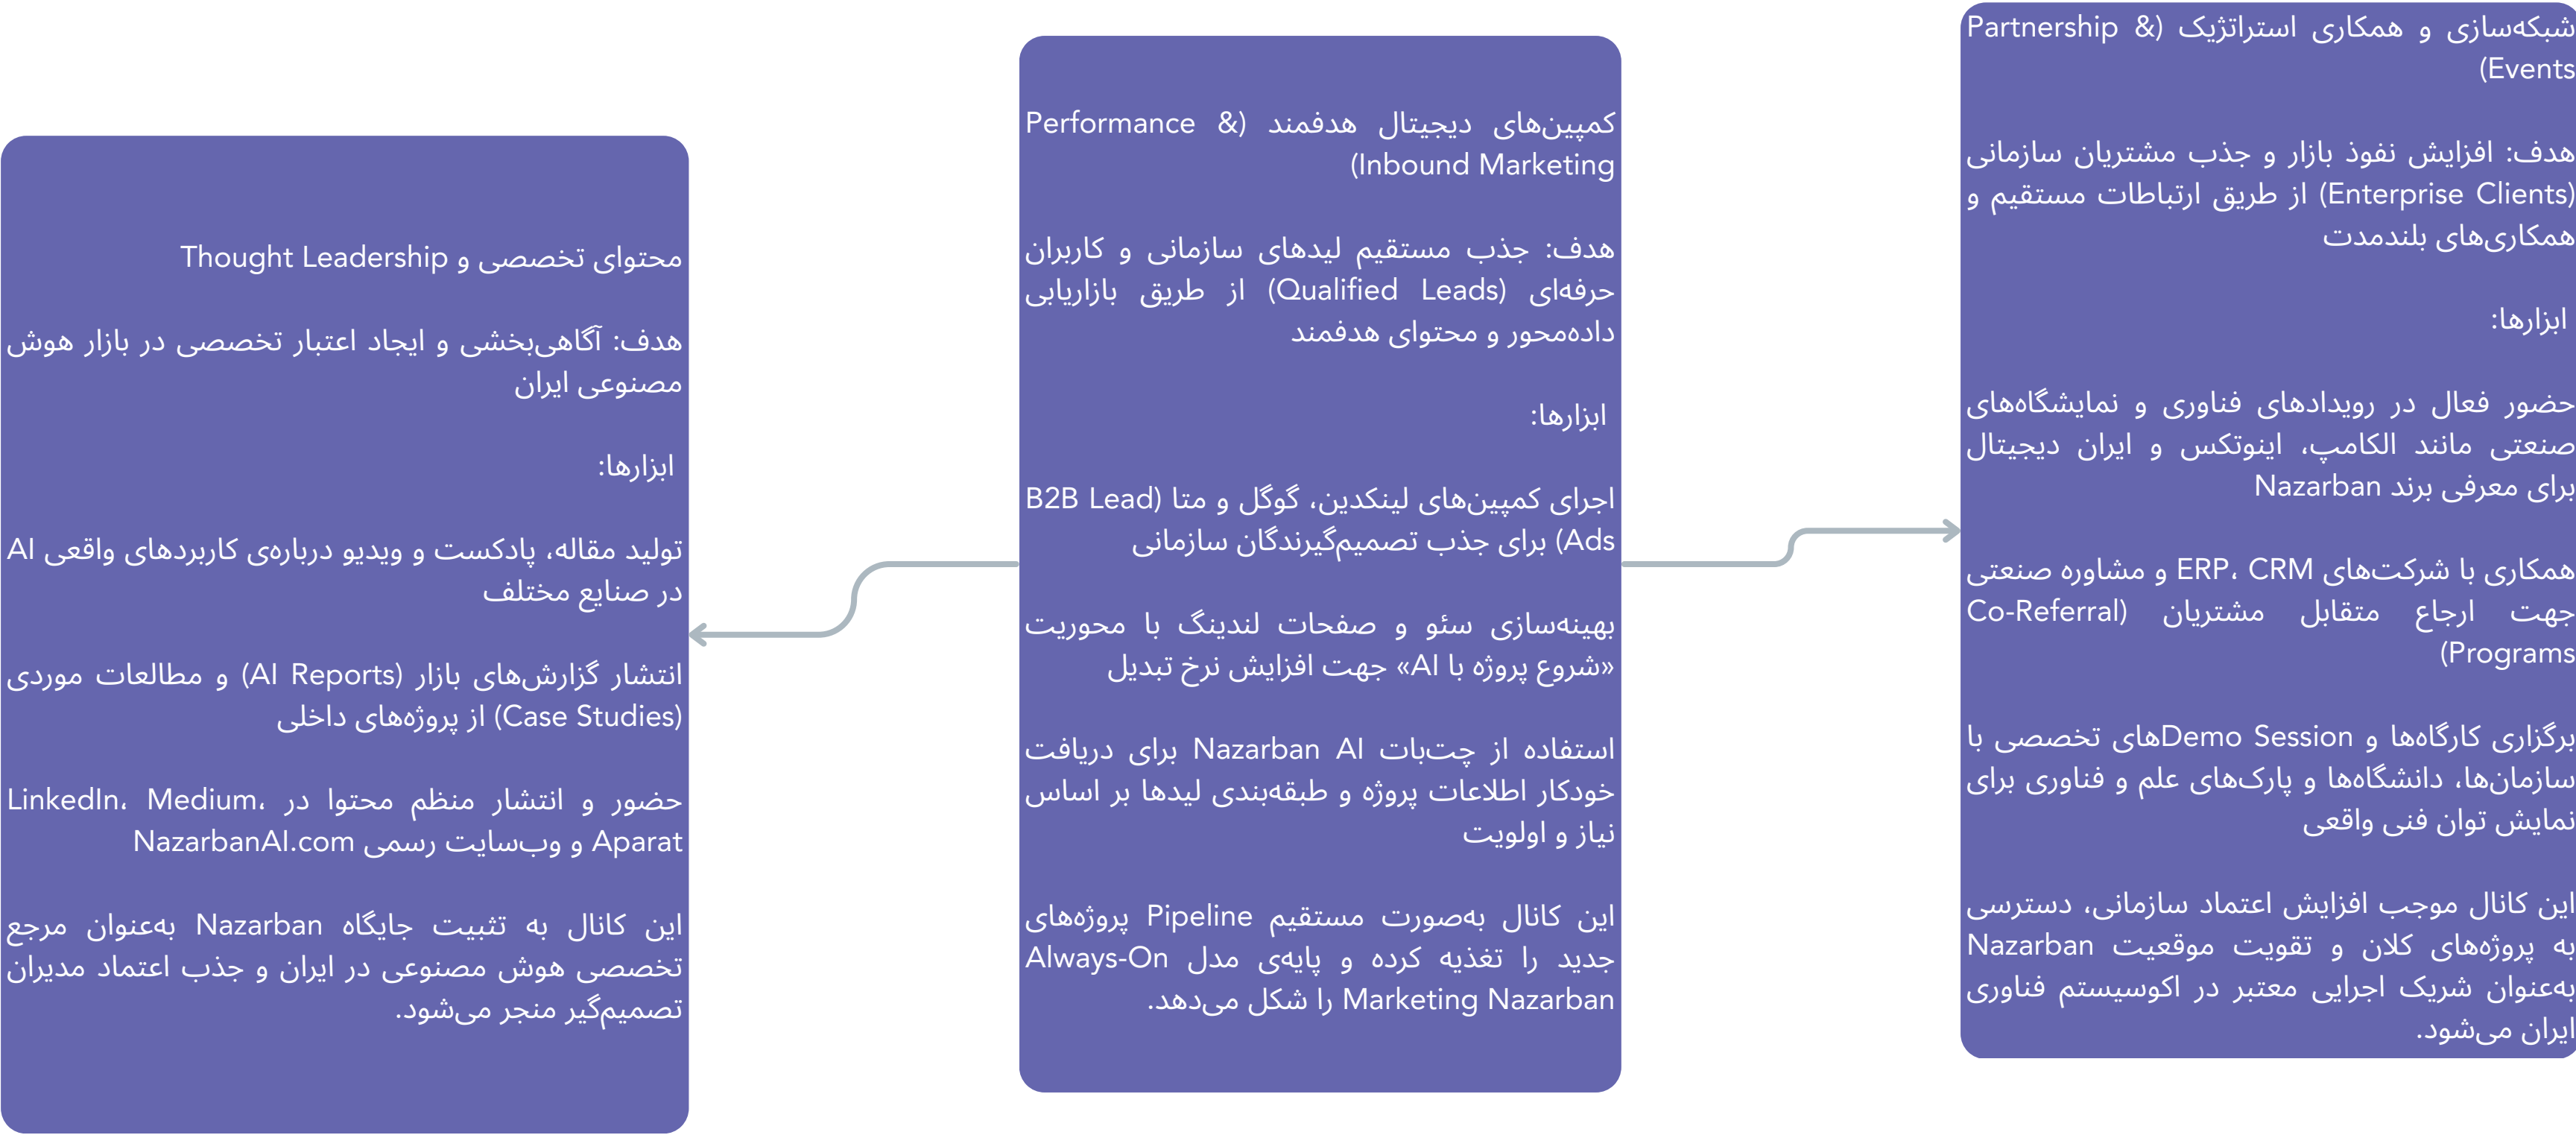 شبکه‌سازی و همکاری استراتژیک (Partnership &
Events)
هدف: افزایش نفوذ بازار و جذب مشتریان سازمانی
(Enterprise Clients) از طریق ارتباطات مستقیم و
همکاری‌های بلندمدت
ابزارها:
حضور فعال در رویدادهای فناوری و نمایشگاه‌های
صنعتی مانند الکامپ، اینوتکس و ایران دیجیتال
برای معرفی برند Nazarban
همکاری با شرکت‌های ERP، CRM و مشاوره صنعتی
جهت ارجاع متقابل مشتریان (Co-Referral
Programs)
برگزاری کارگاه‌ها و Demo Sessionهای تخصصی با
سازمان‌ها، دانشگاه‌ها و پارک‌های علم و فناوری برای
نمایش توان فنی واقعی
این کانال موجب افزایش اعتماد سازمانی، دسترسی
به پروژه‌های کلان و تقویت موقعیت Nazarban
به‌عنوان شریک اجرایی معتبر در اکوسیستم فناوری
ایران می‌شود.
کمپین‌های دیجیتال هدفمند (Performance &
Inbound Marketing)
هدف: جذب مستقیم لیدهای سازمانی و کاربران
حرفه‌ای (Qualified Leads) از طریق بازاریابی
داده‌محور و محتوای هدفمند
ابزارها:
اجرای کمپین‌های لینکدین، گوگل و متا (B2B Lead
Ads) برای جذب تصمیم‌گیرندگان سازمانی
بهینه‌سازی سئو و صفحات لندینگ با محوریت
«شروع پروژه با AI» جهت افزایش نرخ تبدیل
استفاده از چت‌بات Nazarban AI برای دریافت
خودکار اطلاعات پروژه و طبقه‌بندی لیدها بر اساس
نیاز و اولویت
این کانال به‌صورت مستقیم Pipeline پروژه‌های
جدید را تغذیه کرده و پایه‌ی مدل Always-On
Marketing Nazarban را شکل می‌دهد.
محتوای تخصصی و Thought Leadership
هدف: آگاهی‌بخشی و ایجاد اعتبار تخصصی در بازار هوش
مصنوعی ایران
ابزارها:
تولید مقاله، پادکست و ویدیو درباره‌ی کاربردهای واقعی AI
در صنایع مختلف
انتشار گزارش‌های بازار (AI Reports) و مطالعات موردی
(Case Studies) از پروژه‌های داخلی
حضور و انتشار منظم محتوا در LinkedIn، Medium،
Aparat و وب‌سایت رسمی NazarbanAI.com
این کانال به تثبیت جایگاه Nazarban به‌عنوان مرجع
تخصصی هوش مصنوعی در ایران و جذب اعتماد مدیران
تصمیم‌گیر منجر می‌شود.